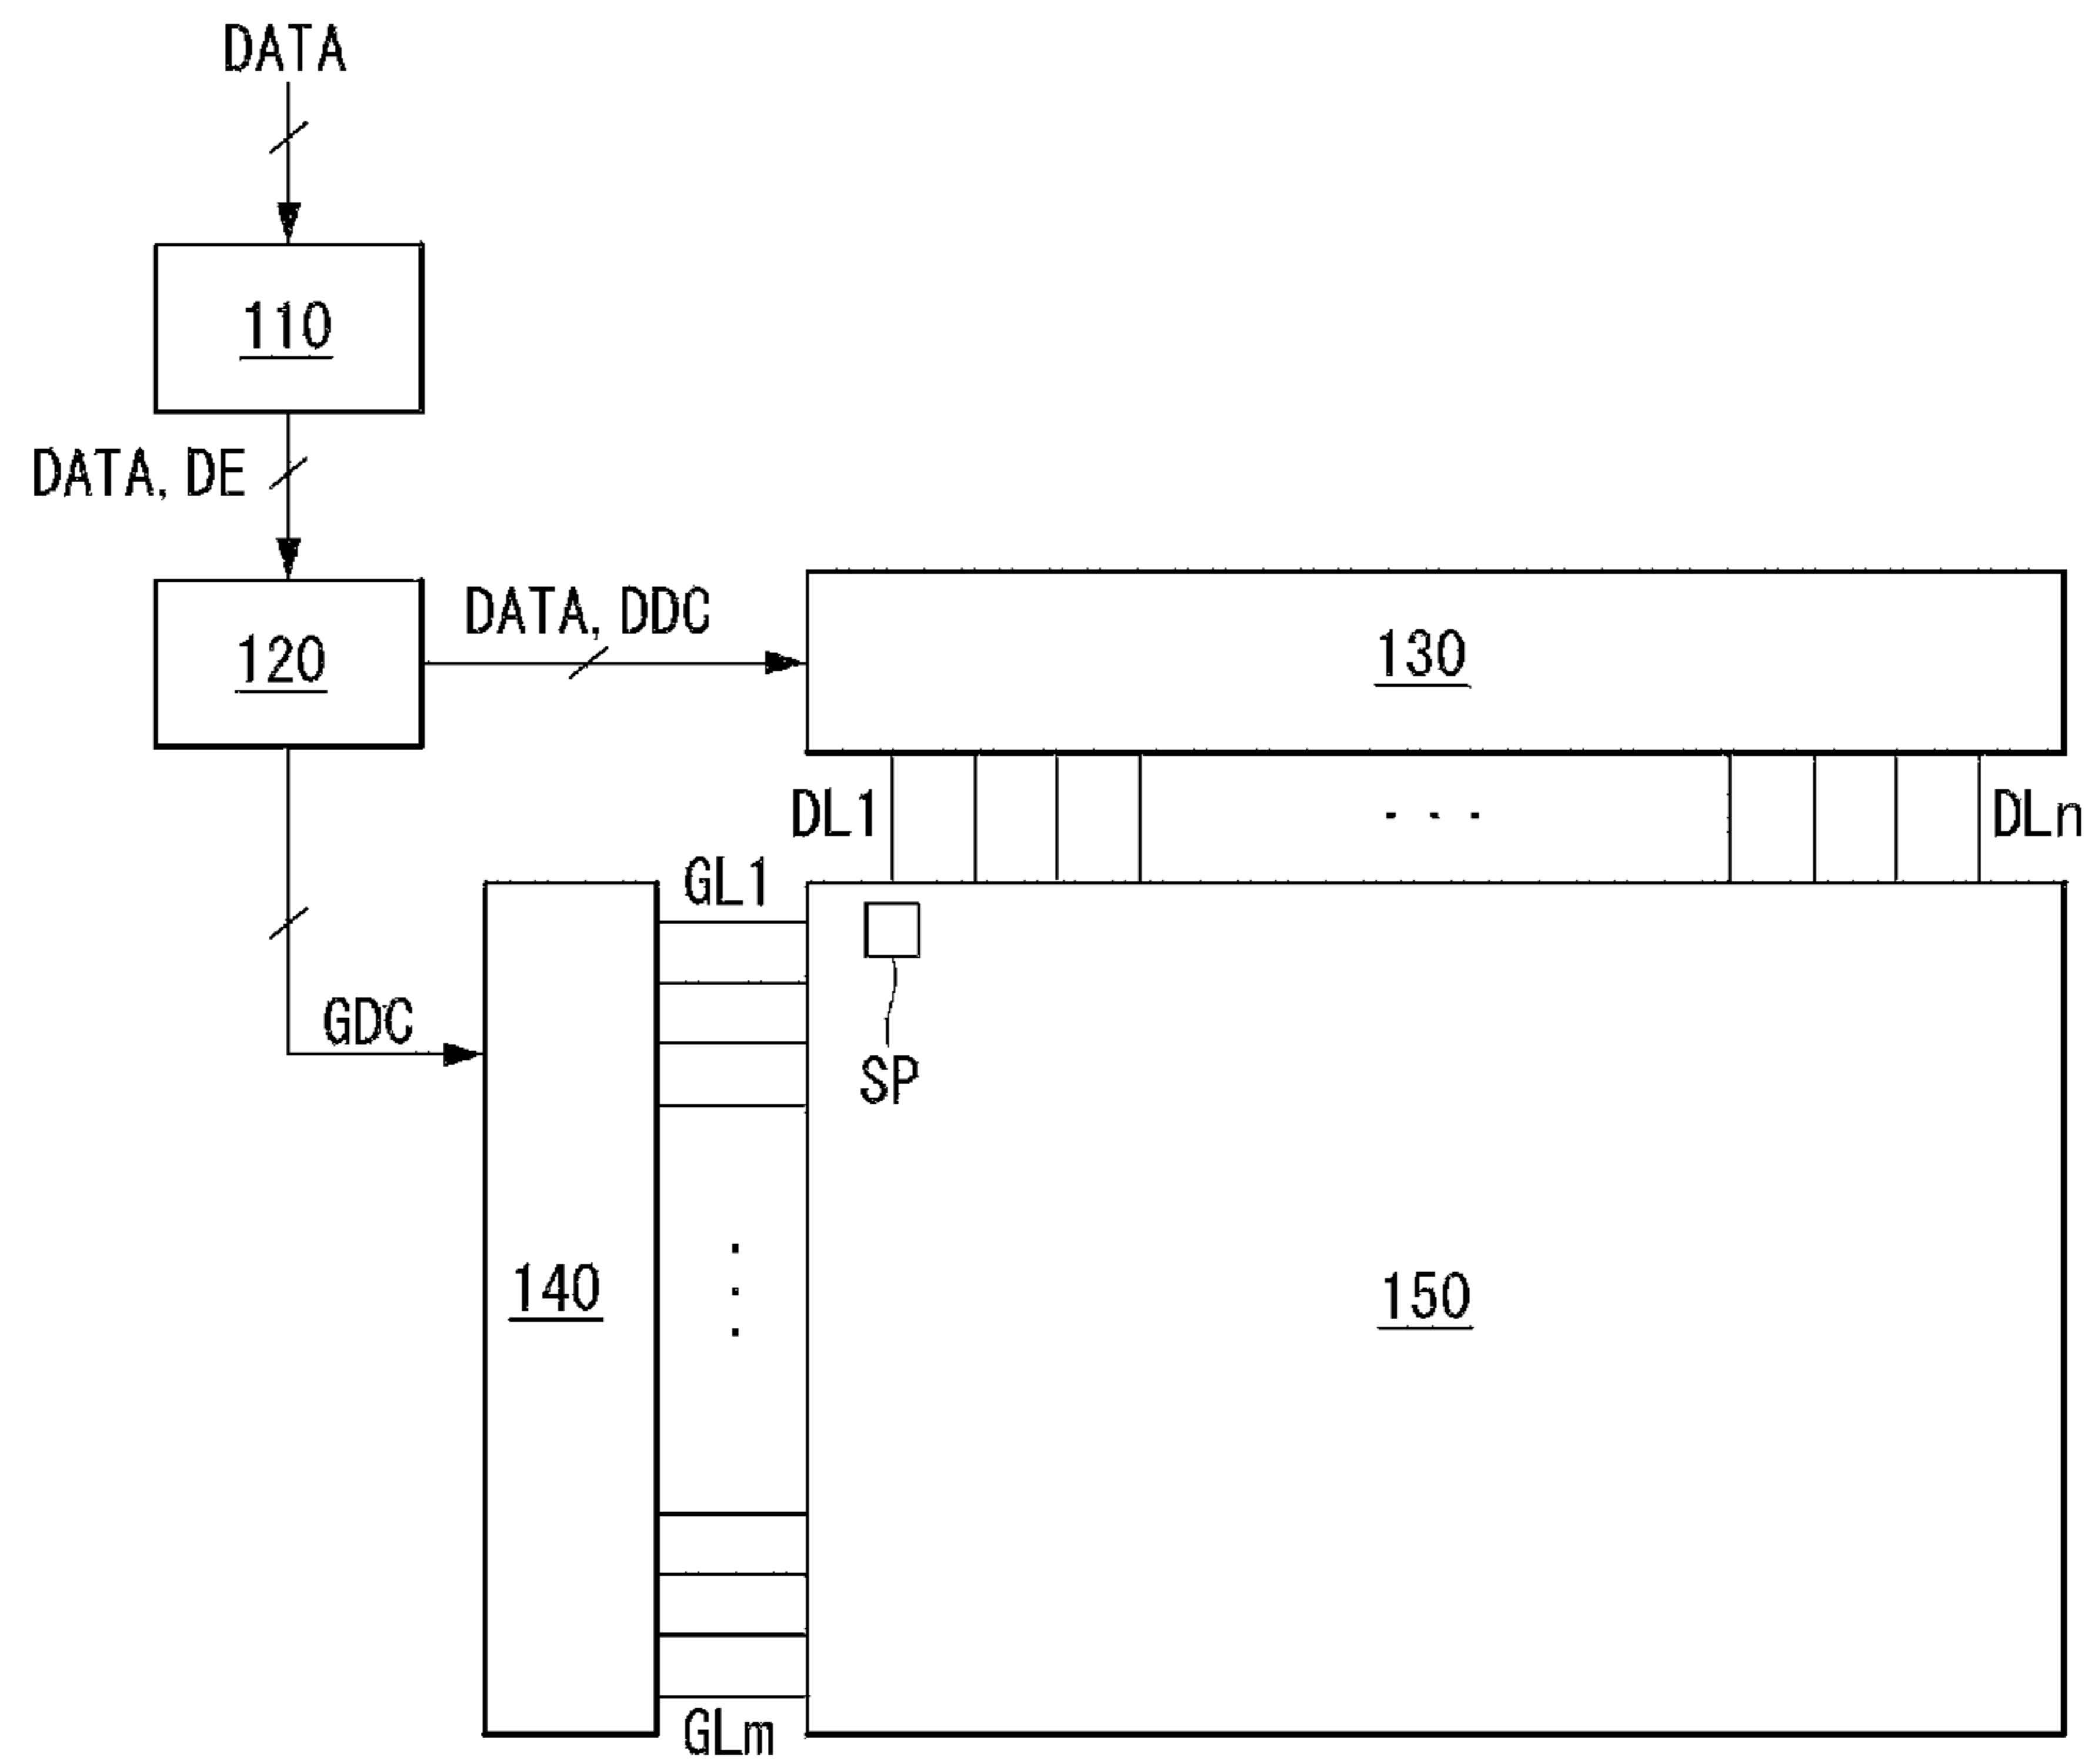 DATA
110
DATA, DE
120
DATA, DDC
130
DL1
DLn
GL1
SP
GDC
140
150
GLm